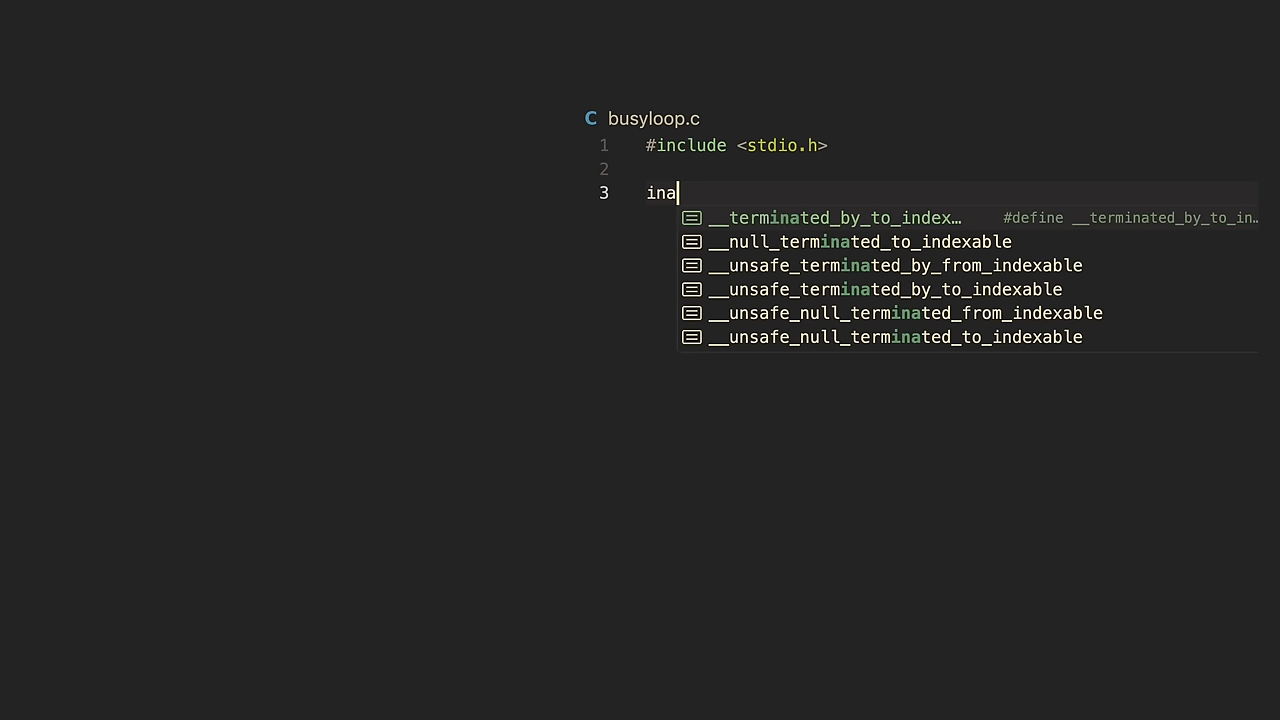 C busyloop.c
1 #include <stdio.h>
2
3 ina
__terminated_by_to_index… #define __terminated_by_to_in…
__null_terminated_to_indexable
__unsafe_terminated_by_from_indexable
__unsafe_terminated_by_to_indexable
__unsafe_null_terminated_from_indexable
__unsafe_null_terminated_to_indexable